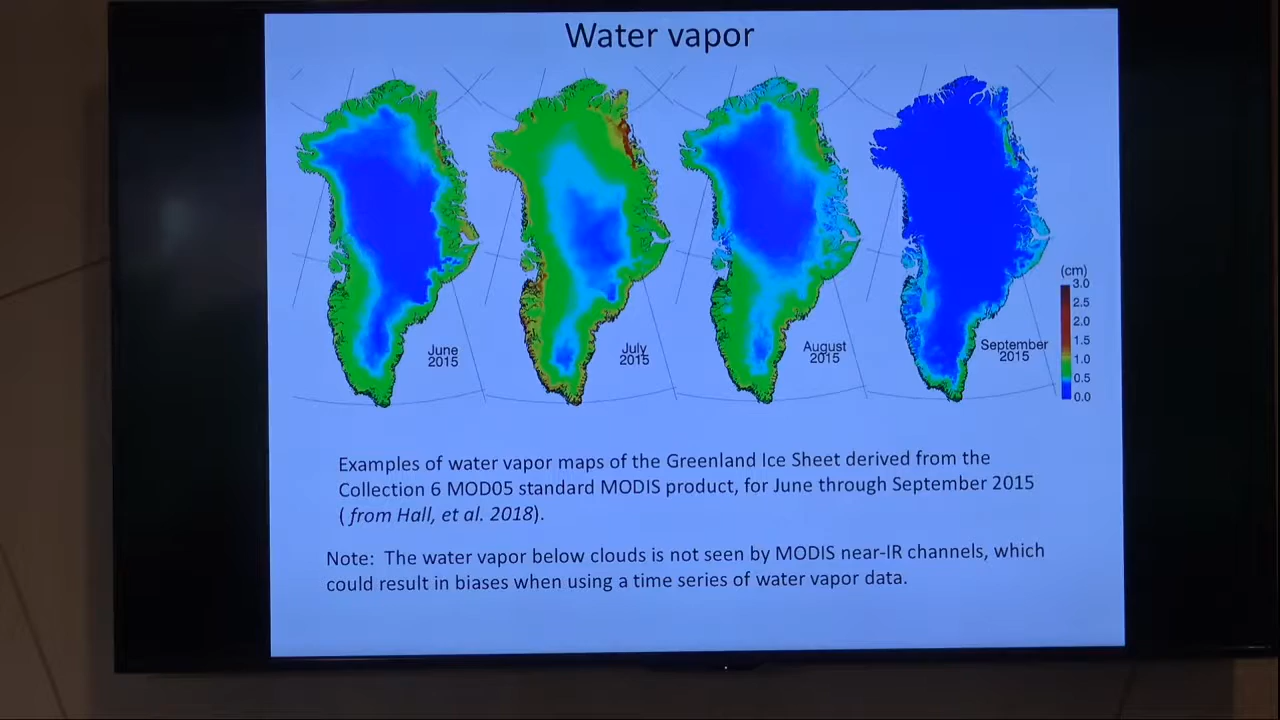 Water vapor
June
2015
July
2015
August
2015
September
2015
(cm)
3.0
2.5
2.0
1.5
1.0
0.5
0.0
Examples of water vapor maps of the Greenland Ice Sheet derived from the
Collection 6 MOD05 standard MODIS product, for June through September 2015
( from Hall, et al. 2018).
Note: The water vapor below clouds is not seen by MODIS near-IR channels, which
could result in biases when using a time series of water vapor data.